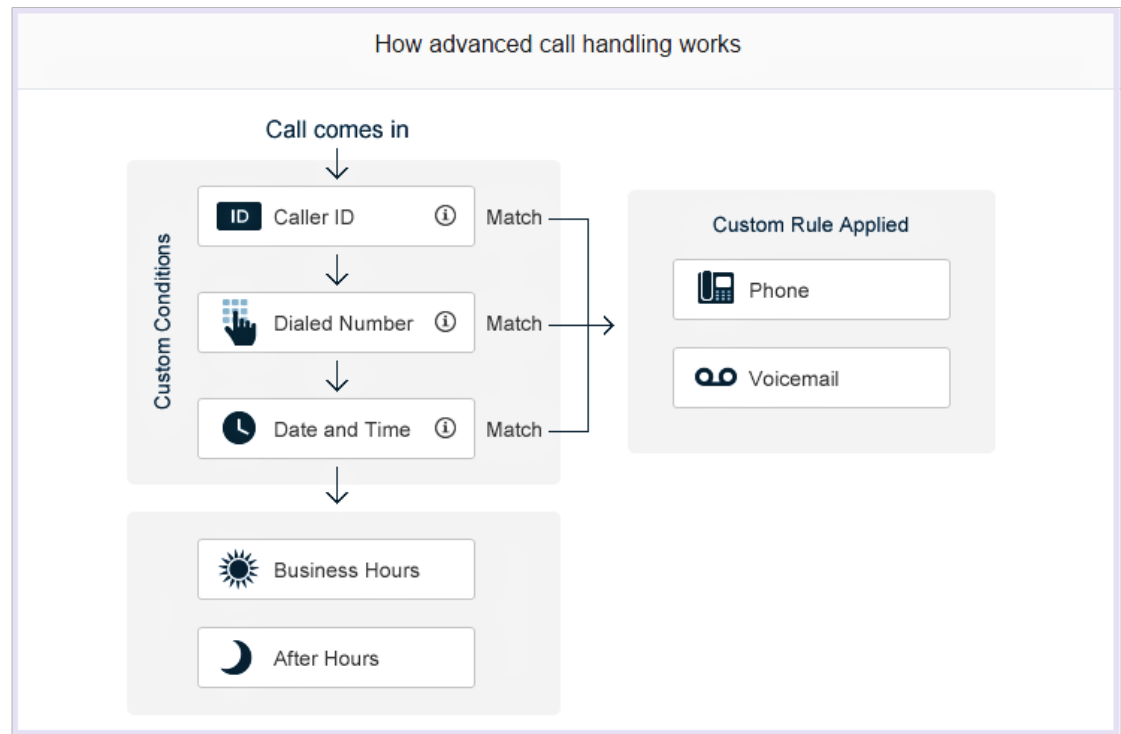 How advanced call handling works
Call comes in
Custom Conditions
ID Caller ID Match
Dialed Number Match
Date and Time Match
Custom Rule Applied
Phone
Voicemail
Business Hours
After Hours